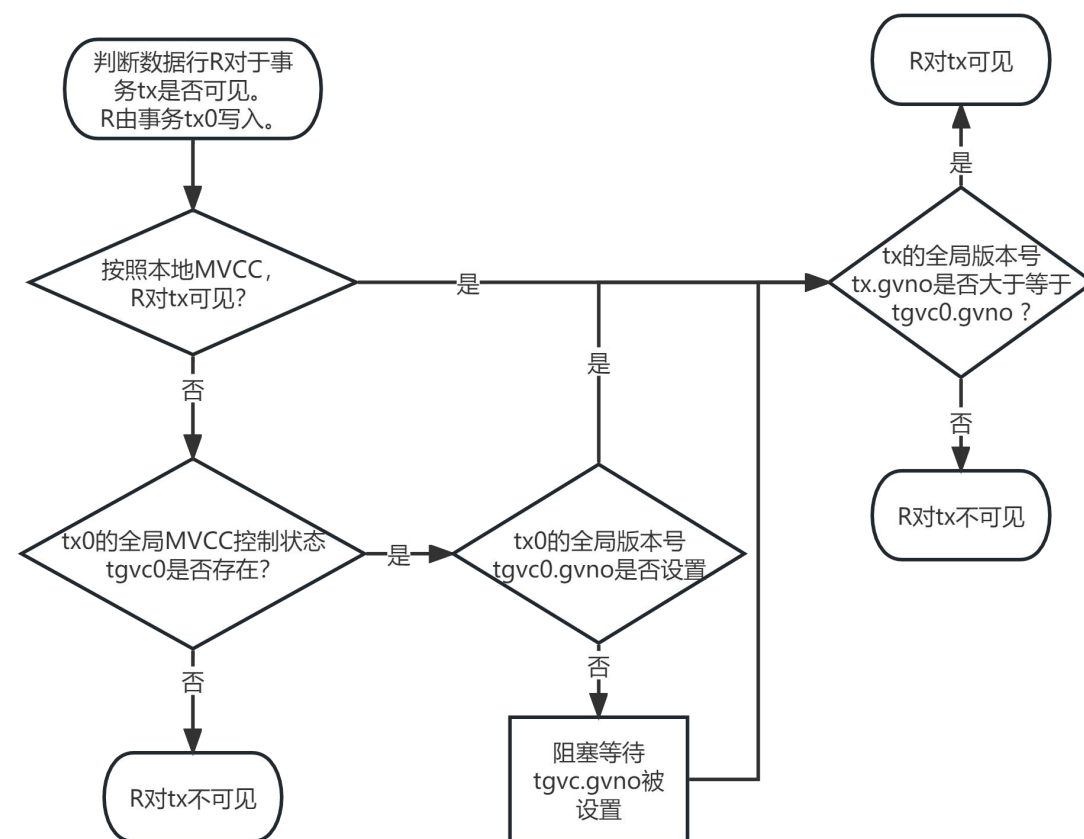 判断数据行R对于事
务tx是否可见。
R由事务tx0写入。
按照本地MVCC，
R对tx可见？
是
否
tx0的全局MVCC控制状态
tgvc0是否存在？
是
否
R对tx不可见
tx0的全局版本号
tgvc0.gvno是否设置
是
否
阻塞等待
tgvc.gvno被
设置
tx的全局版本号
tx.gvno是否大于等于
tgvc0.gvno ？
是
R对tx可见
否
R对tx不可见